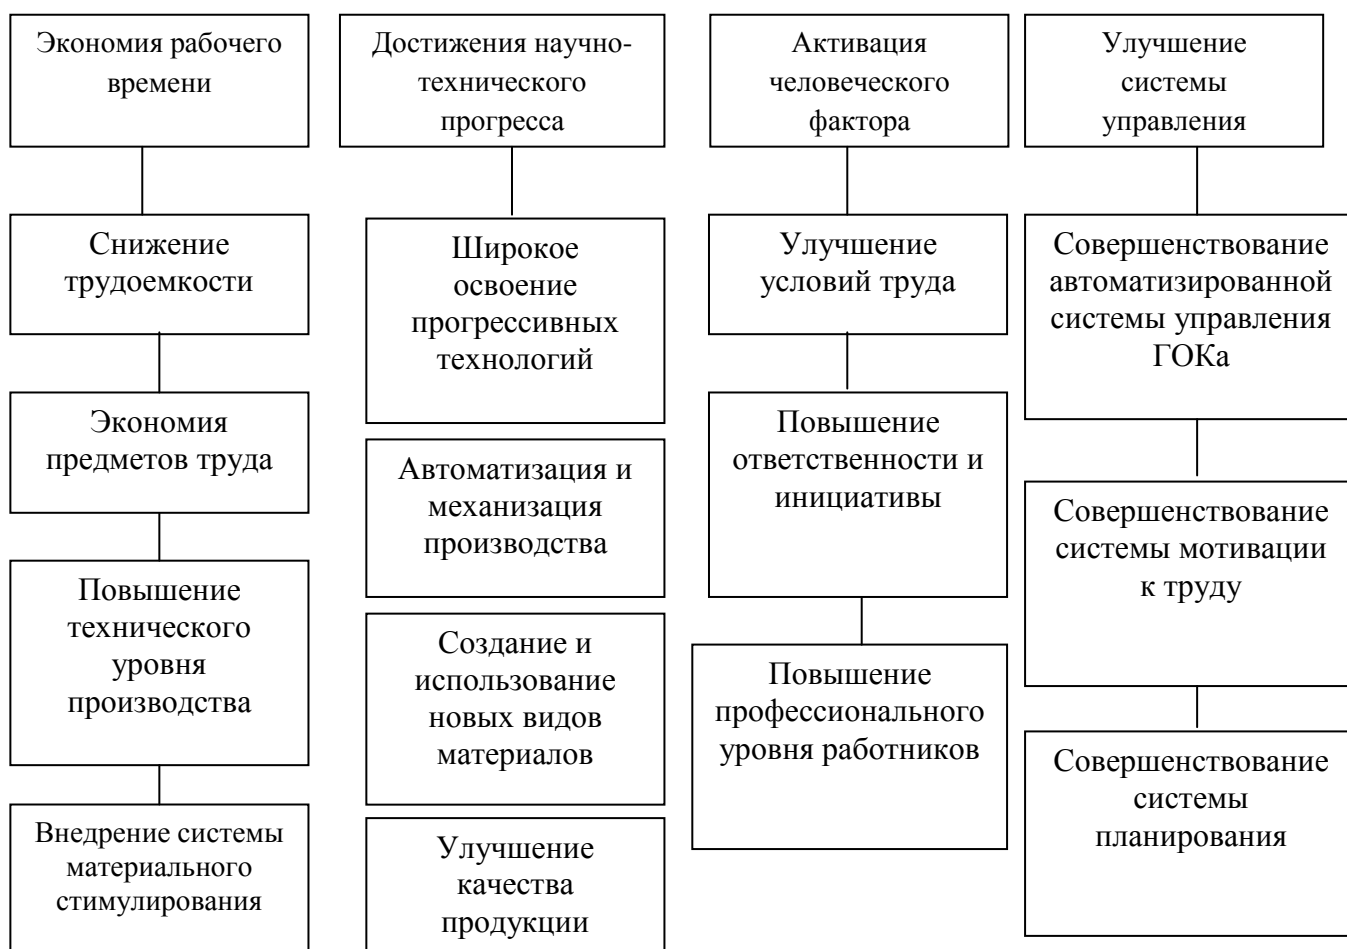 Экономия рабочего
времени
Достижения научно-
технического
прогресса
Активация
человеческого
фактора
Улучшение
системы
управления
Снижение
трудоемкости
Широкое
освоение
прогрессивных
технологий
Улучшение
условий труда
Совершенствование
автоматизированной
системы управления
ГОКа
Экономия
предметов труда
Автоматизация и
механизация
производства
Повышение
ответственности и
инициативы
Совершенствование
системы мотивации
к труду
Повышение
технического
уровня
производства
Создание и
использование
новых видов
материалов
Повышение
профессионального
уровня работников
Совершенствование
системы
планирования
Внедрение системы
материального
стимулирования
Улучшение
качества
продукции